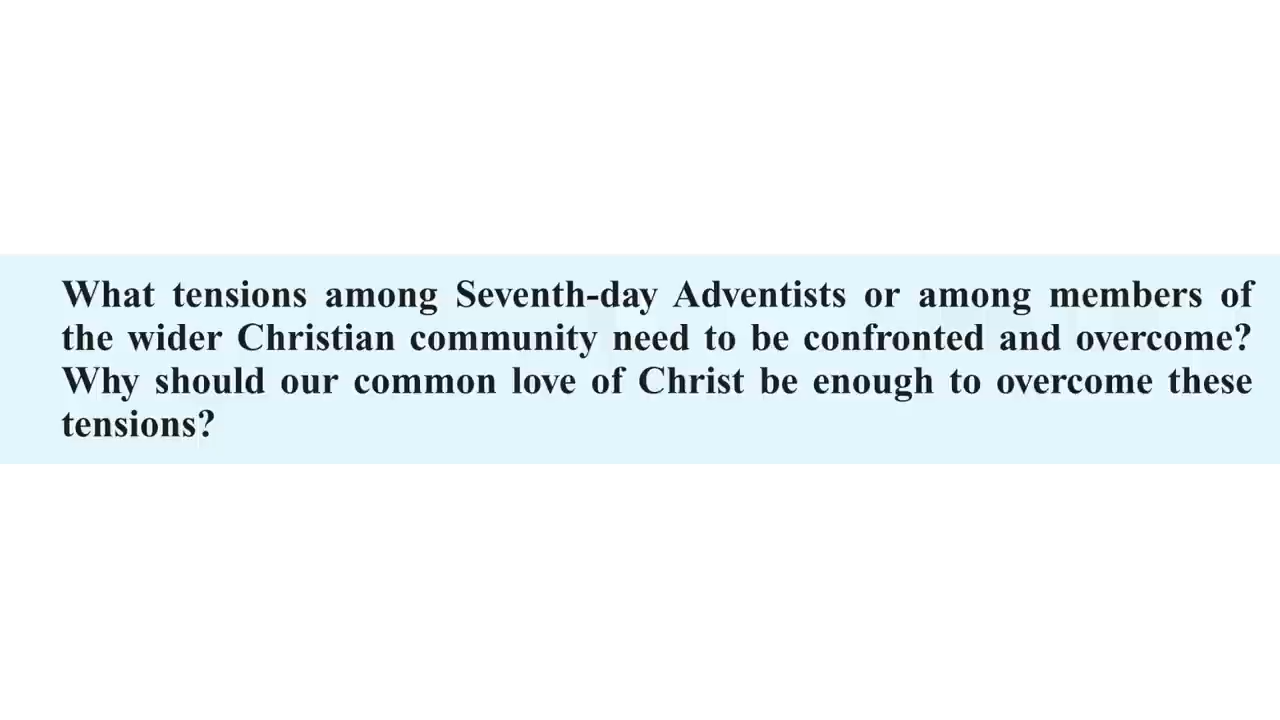 What tensions among Seventh-day Adventists or among members of
the wider Christian community need to be confronted and overcome?
Why should our common love of Christ be enough to overcome these
tensions?